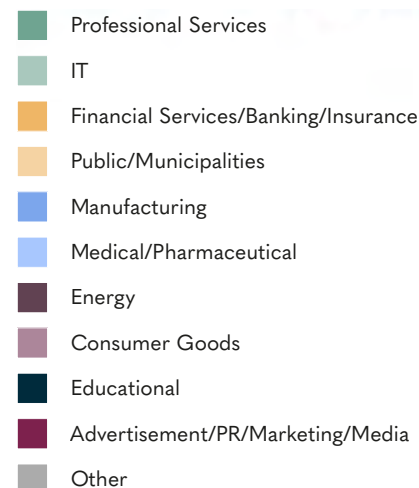 Professional Services
IT
Financial Services/Banking/Insurance
Public/Municipalities
Manufacturing
Medical/Pharmaceutical
Energy
Consumer Goods
Educational
Advertisement/PR/Marketing/Media
Other